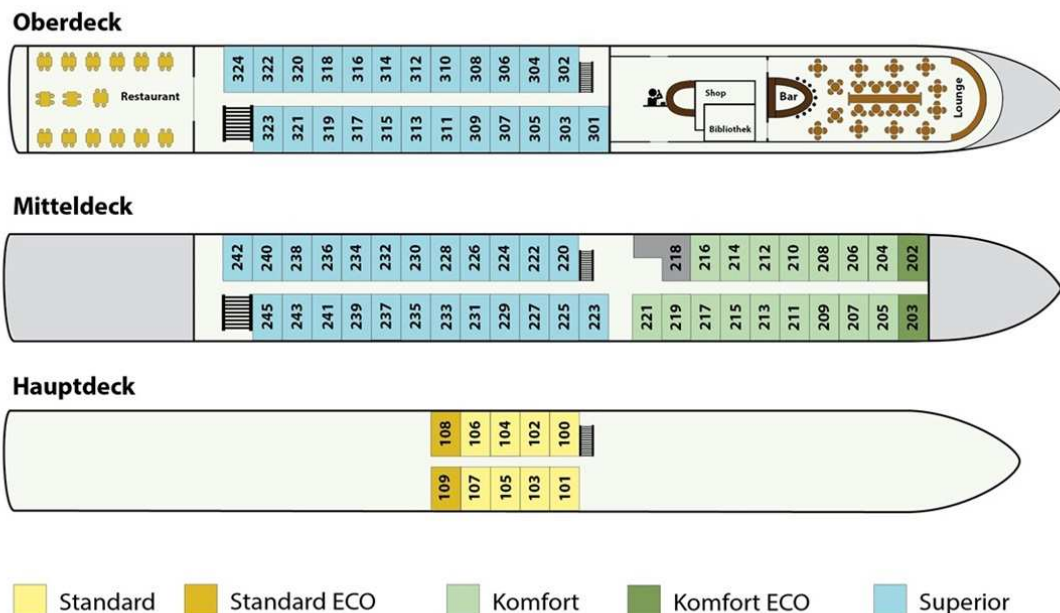 Oberdeck
324 322 320 318 316 314 312 310 308 306 304 302
Restaurant
Shop
Bar
Lounge
Bibliothek
323 321 319 317 315 313 311 309 307 305 303 301
Mitteldeck
242 240 238 236 234 232 230 228 226 224 222 220 218 216 214 212 210 208 206 204 202
245 243 241 239 237 235 233 231 229 227 225 223 221 219 217 215 213 211 209 207 205 203
Hauptdeck
108 106 104 102 100
109 107 105 103 101
Standard Standard ECO Komfort Komfort ECO Superior